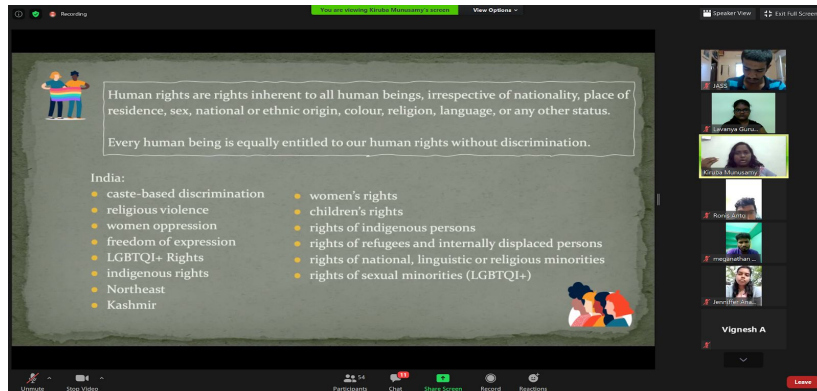 Recording
You are viewing Kiruba Munusamy's screen View Options
Speaker View Exit Full Screen
Human rights are rights inherent to all human beings, irrespective of nationality, place of
residence, sex, national or ethnic origin, colour, religion, language, or any other status.
Every human being is equally entitled to our human rights without discrimination.
India:
caste-based discrimination
religious violence
women oppression
freedom of expression
LGBTQI+ Rights
indigenous rights
Northeast
Kashmir
women's rights
children's rights
rights of indigenous persons
rights of refugees and internally displaced persons
rights of national, linguistic or religious minorities
rights of sexual minorities (LGBTQI+)
JASS
Lavanya Guru...
Kiruba Munusamy
Ronis Antu
meganathan ...
Jenniffer Ana...
Vignesh A
Unmute
Stop Video
54
Participants
11
Chat
Share Screen
Record
Reactions
Leave